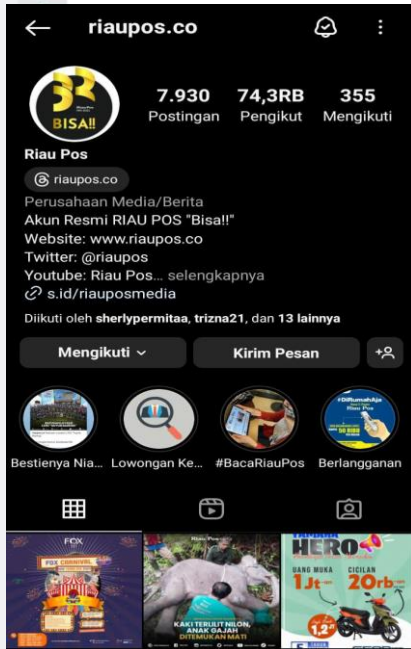 riaupos.co
BISA!!
7.930 74,3RB 355
Postingan Pengikut Mengikuti
Riau Pos
riaupos.co
Perusahaan Media/Berita
Akun Resmi RIAU POS "Bisa!!"
Website: www.riaupos.co
Twitter: @riaupos
Youtube: Riau Pos... selengkapnya
s.id/riauposmedia
Diikuti oleh sherlypermitaa, trizna21, dan 13 lainnya
Mengikuti
Kirim Pesan
#DiRumahAja
Riau Pos
Bestienya Nia... Lowongan Ke... #BacaRiauPos Berlangganan
FOX
FOX CARNIVAL
Riau Pos
KAKI TERLILIT NILON,
ANAK GAJAH
DITEMUKAN MATI
HERO
UANG MUKA CICILAN
1Jt 20rb
1,2Jt